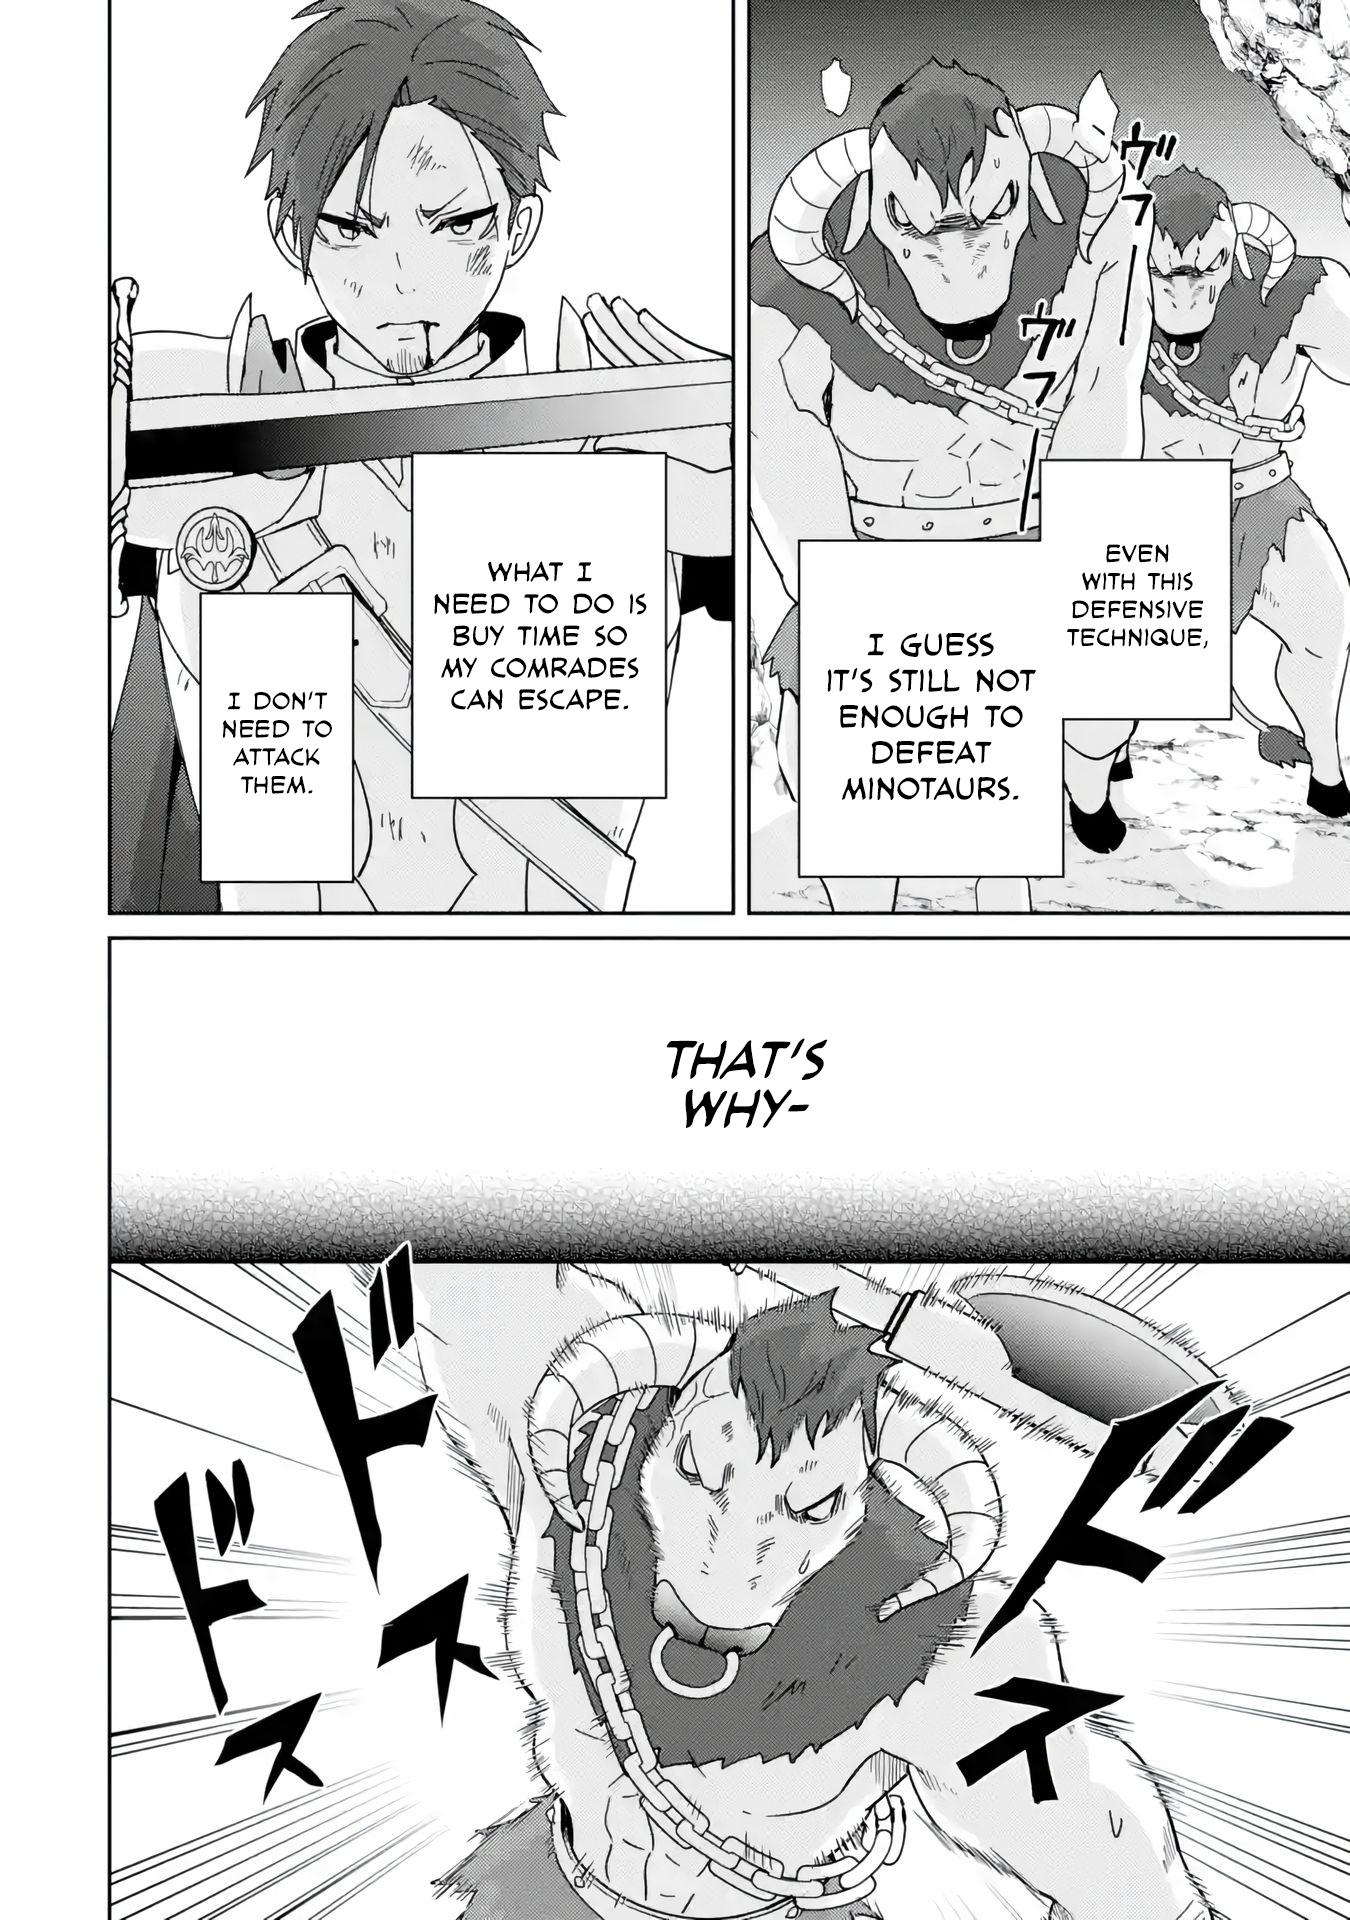 ヴ
フ
ー
ヴ
フ
ー
EVEN
WITH THIS
DEFENSIVE
TECHNIQUE,
I GUESS
IT'S STILL NOT
ENOUGH TO
DEFEAT
MINOTAURS.
WHAT I
NEED TO DO IS
BUY TIME SO
MY COMRADES
CAN ESCAPE.
I DON'T
NEED TO
ATTACK
THEM.
THAT'S
WHY-
ドス
ドドス
ドス